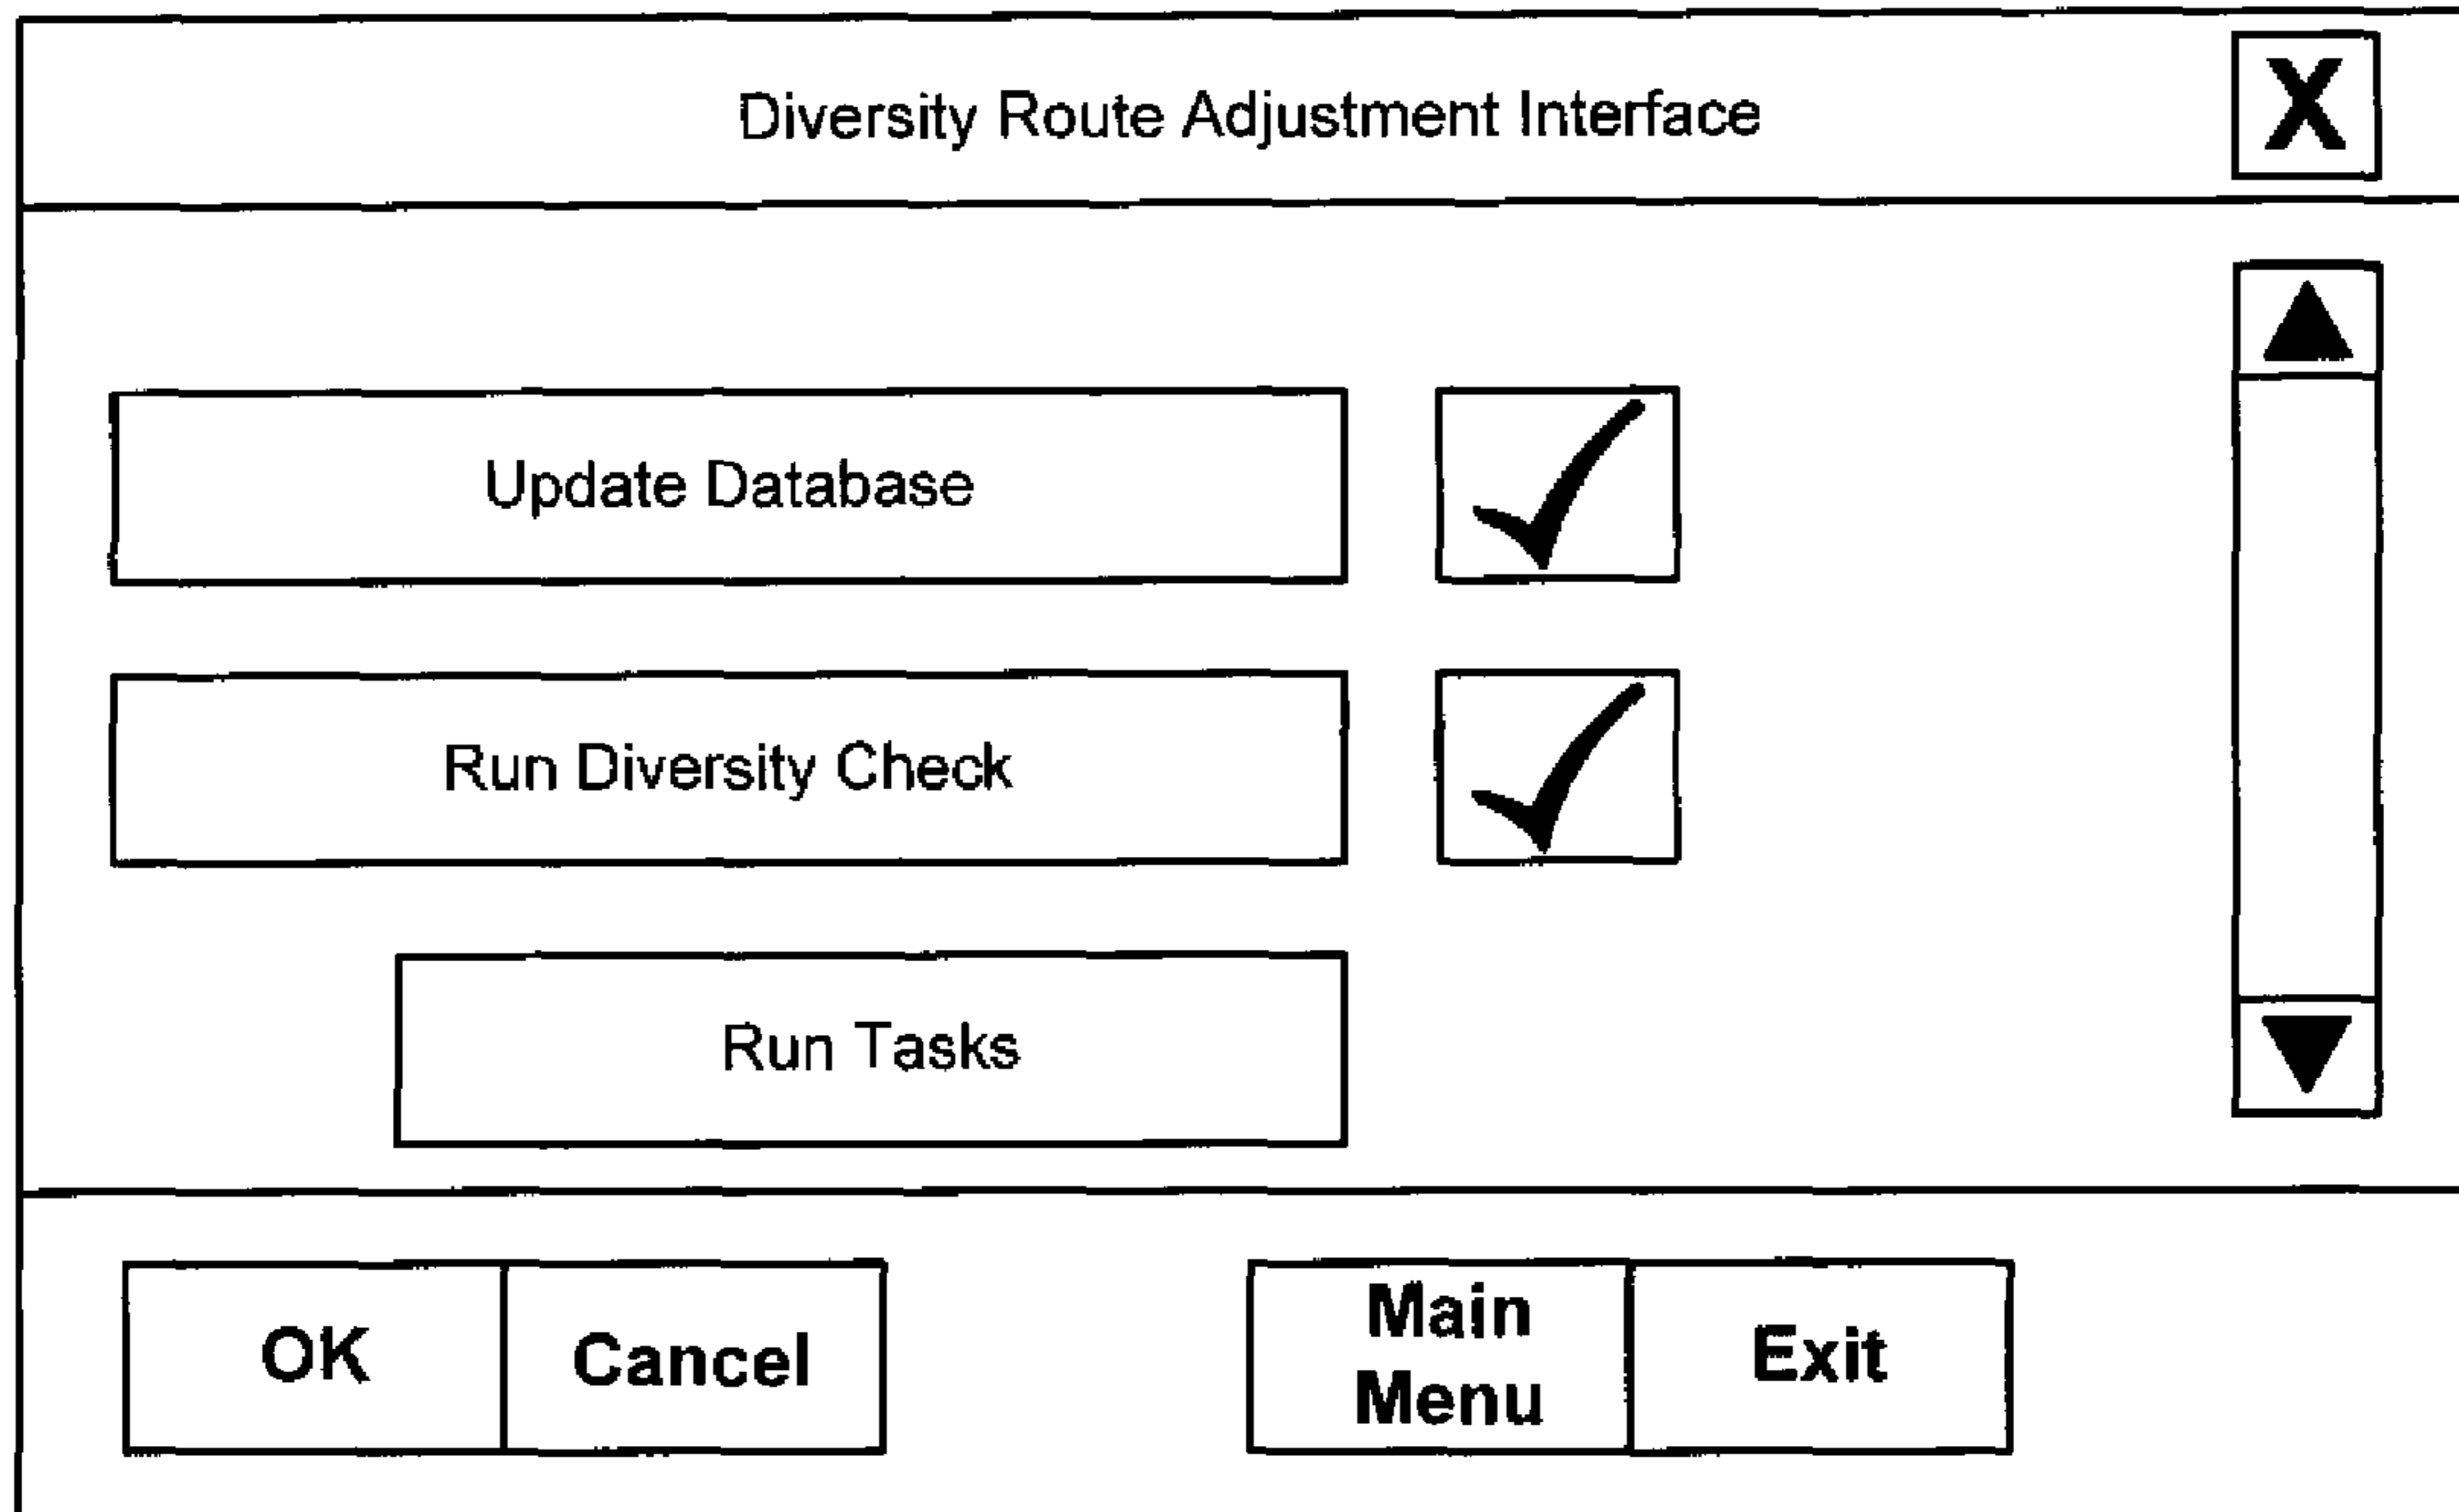 Diversity Route Adjustment Interface
X
Update Database
Run Diversity Check
Run Tasks
OK
Cancel
Main
Menu
Exit